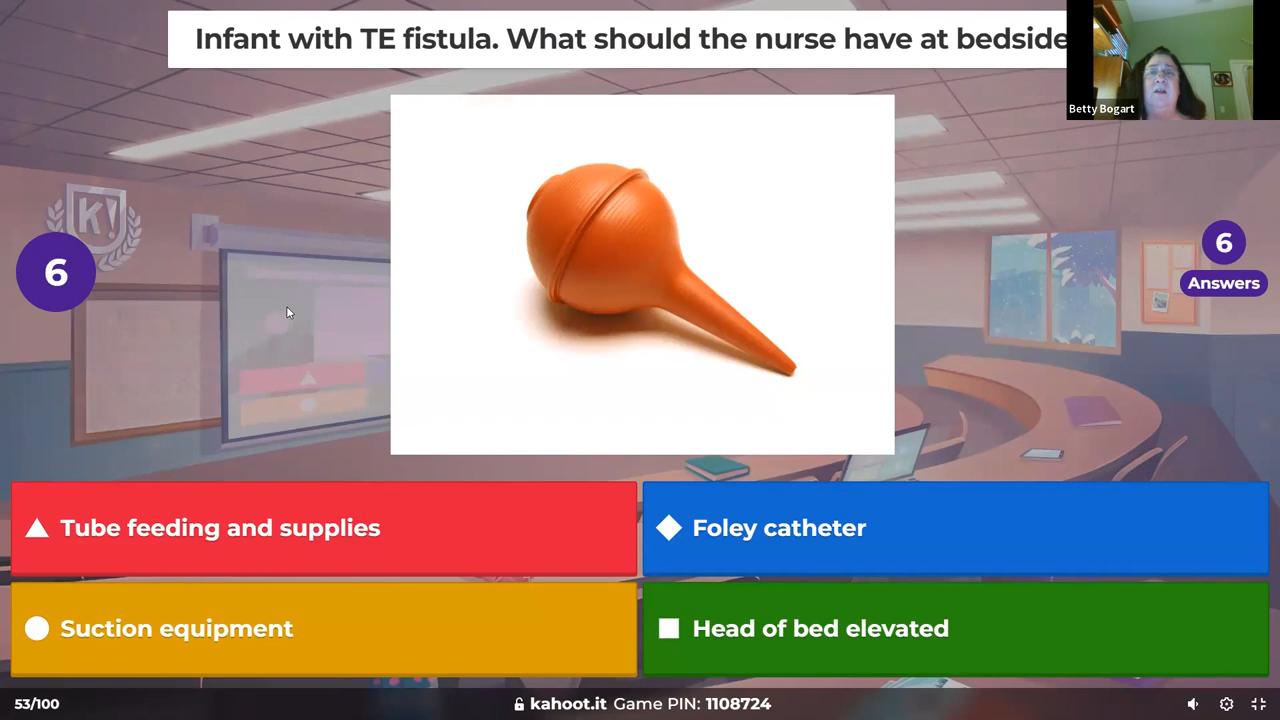 Infant with TE fistula. What should the nurse have at bedside
Betty Bogart
K!
6
6
Answers
Tube feeding and supplies
Foley catheter
Suction equipment
Head of bed elevated
53/100
kahoot.it Game PIN: 1108724